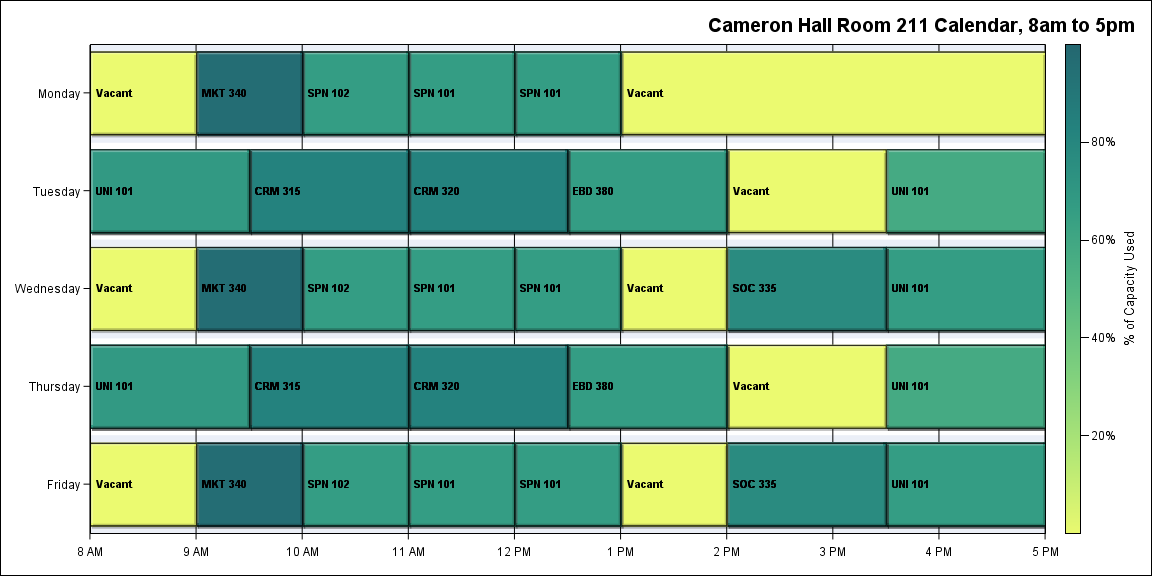 Cameron Hall Room 211 Calendar, 8am to 5pm
Monday
Vacant
MKT 340
SPN 102
SPN 101
SPN 101
Vacant
Tuesday
UNI 101
CRM 315
CRM 320
EBD 380
Vacant
UNI 101
Wednesday
Vacant
MKT 340
SPN 102
SPN 101
SPN 101
Vacant
SOC 335
UNI 101
Thursday
UNI 101
CRM 315
CRM 320
EBD 380
Vacant
UNI 101
Friday
Vacant
MKT 340
SPN 102
SPN 101
SPN 101
Vacant
SOC 335
UNI 101
8 AM
9 AM
10 AM
11 AM
12 PM
1 PM
2 PM
3 PM
4 PM
5 PM
80%
60%
40%
20%
% of Capacity Used